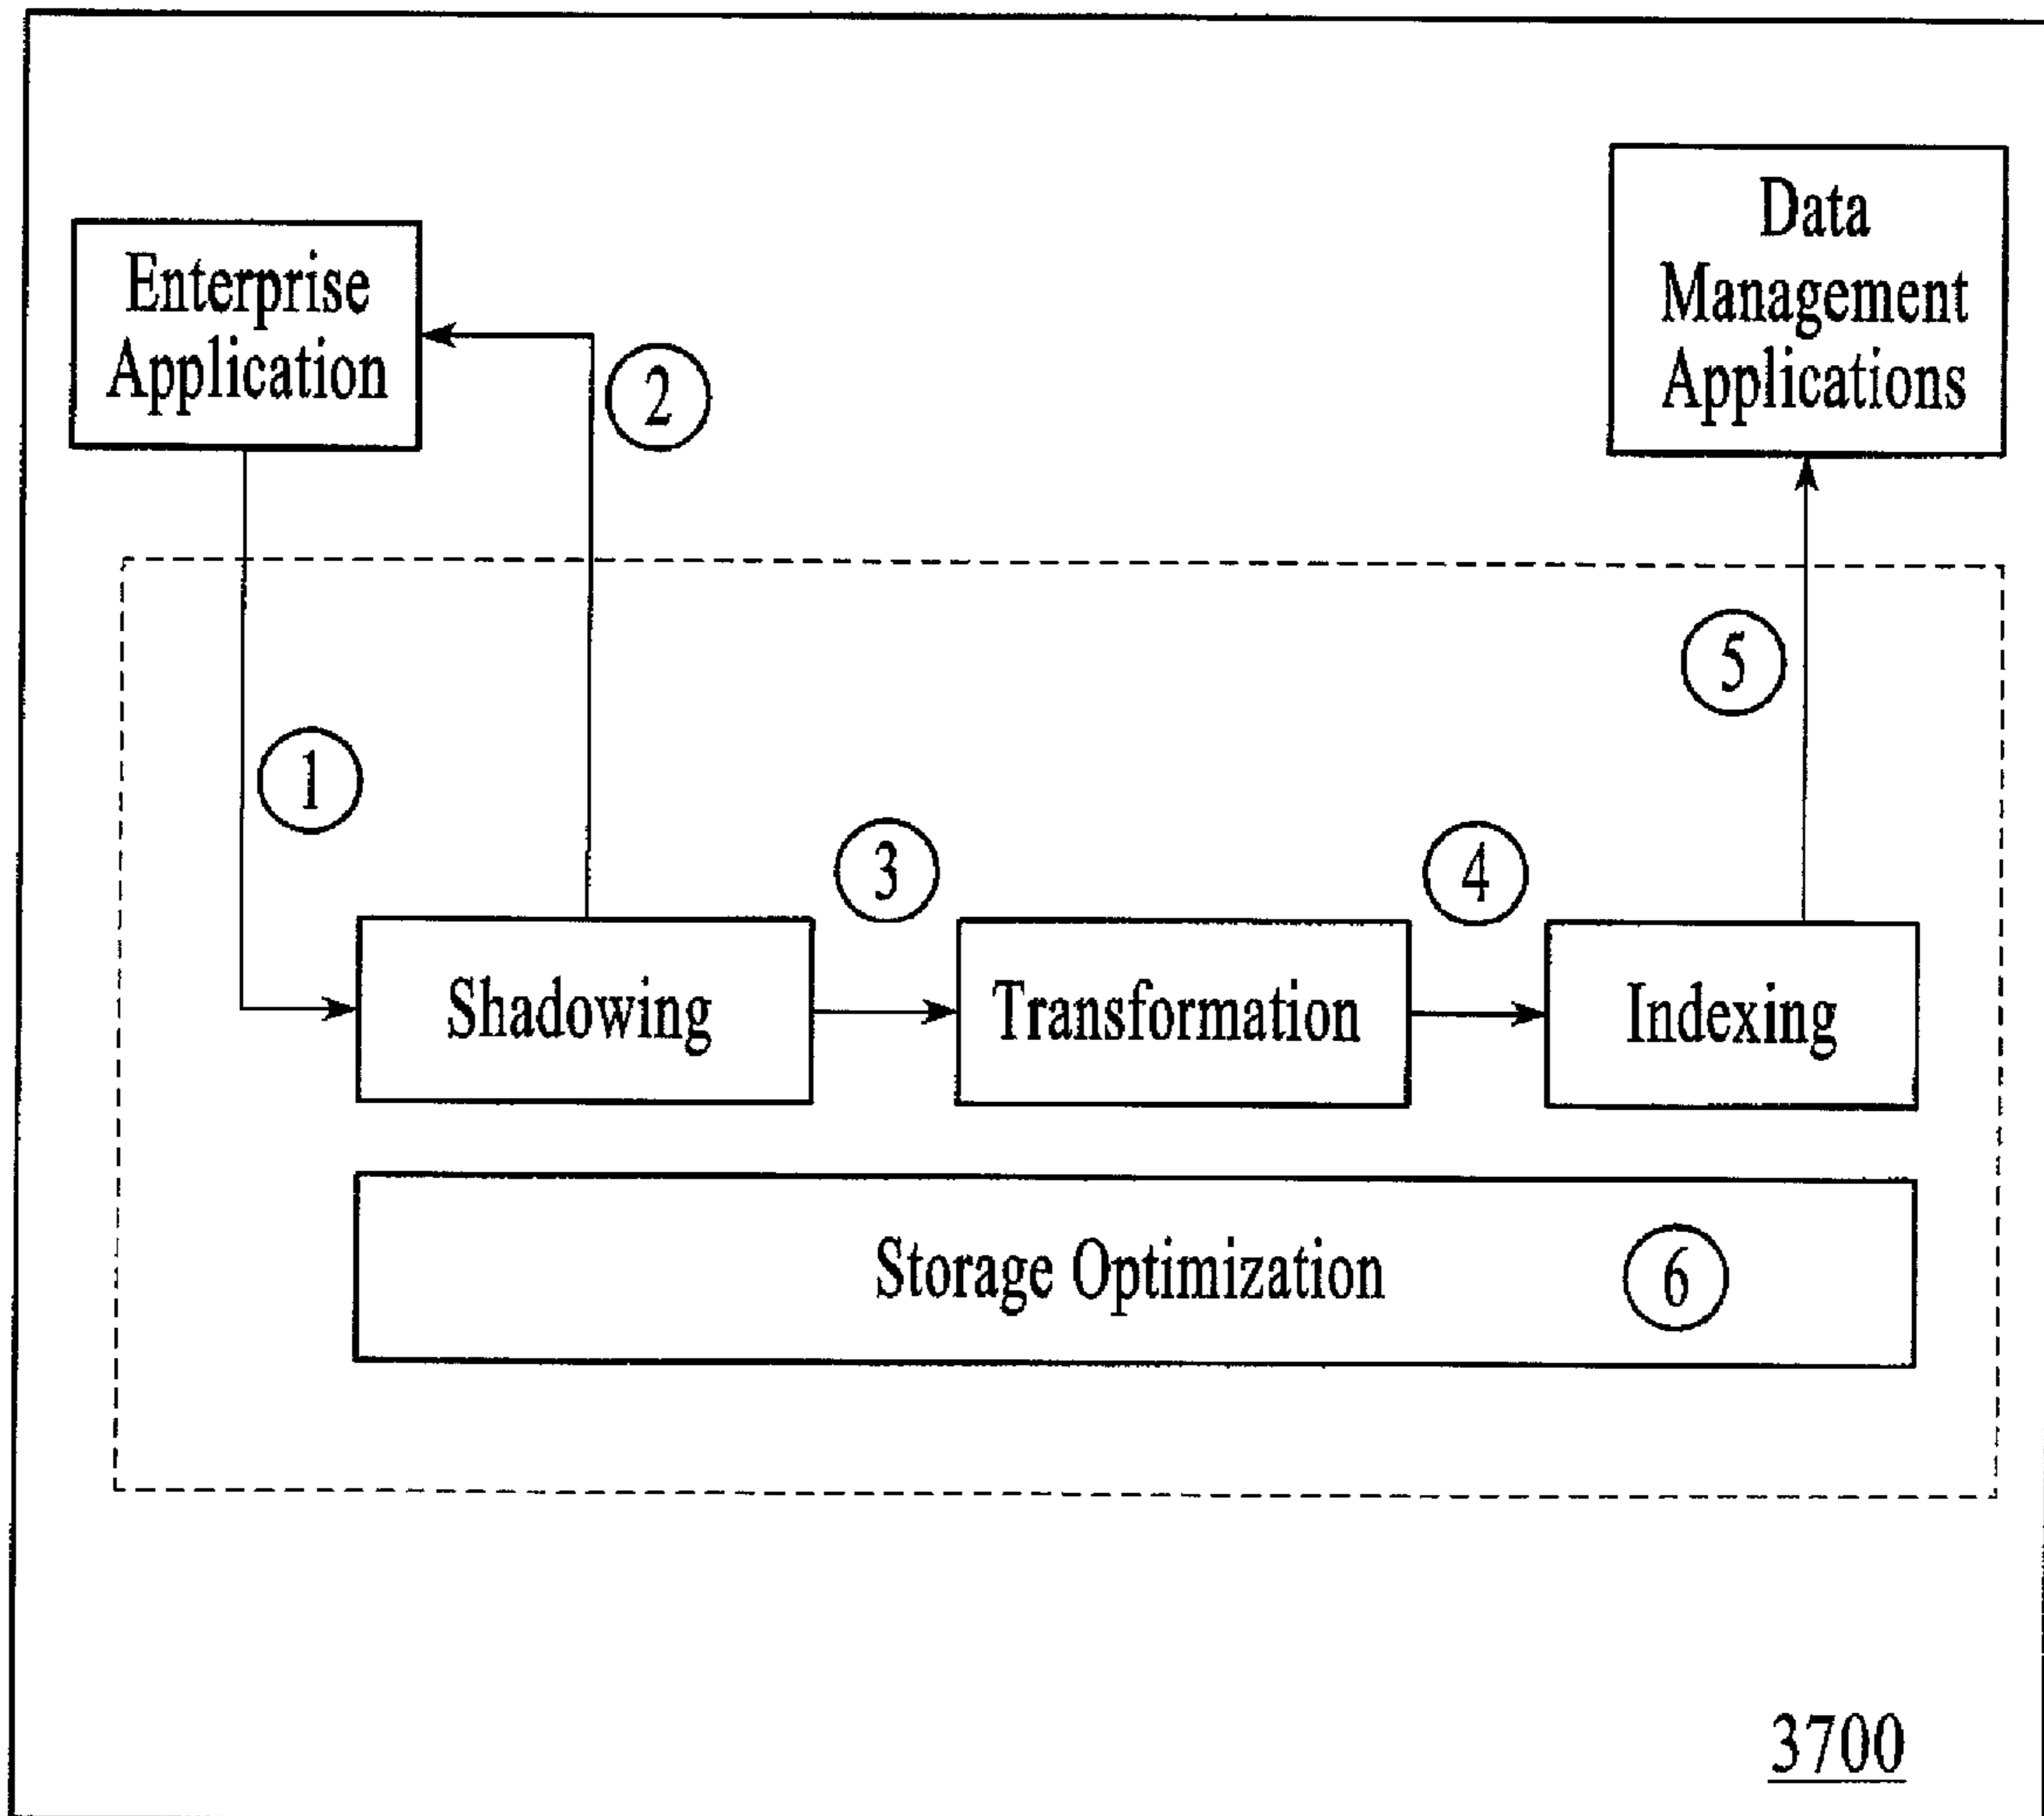 Data
Management
Applications
Enterprise
Application
2
5
1
3
4
Shadowing
Transformation
Indexing
Storage Optimization
6
3700